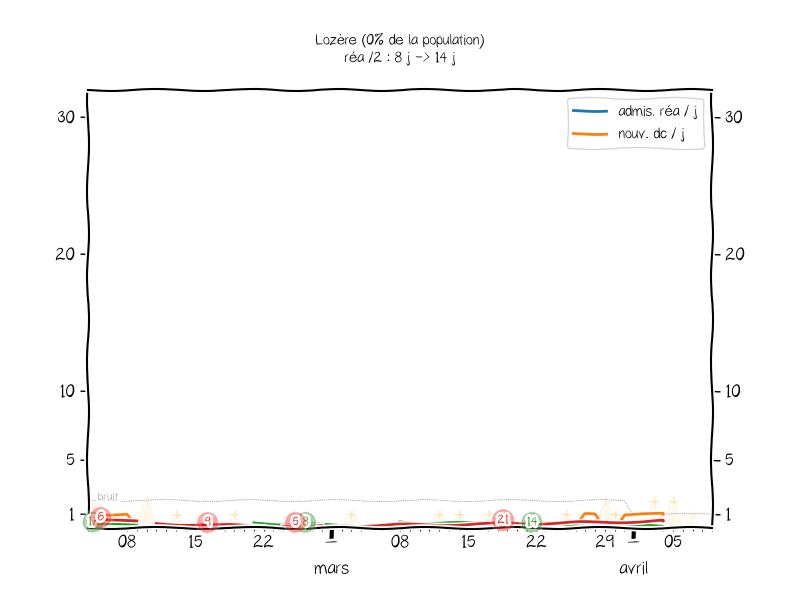 Lozère (0% de la population)
réa /2 : 8 j -> 14 j
admis. réa / j
nouv. dc / j
30 30
20 20
10 10
5 5
bruit
1 1
6 9 5 8 21 14
08 15 22 08 15 22 29 05
mars avril